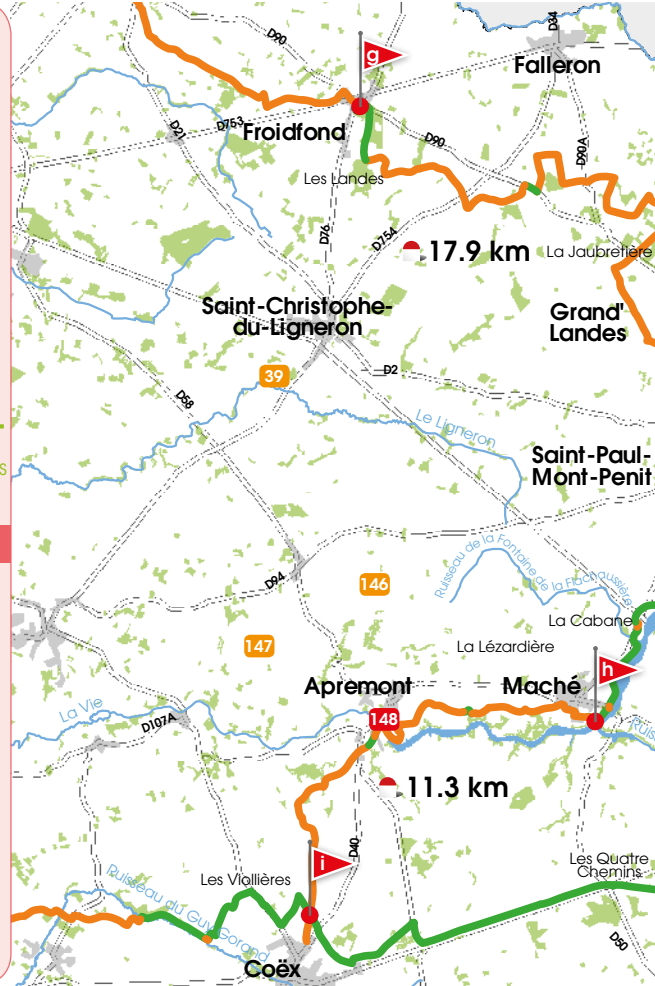 D34
D90
g
Falleron
D21
D753
Froidfond
D90
D90A
Les Landes
D76
D754
17.9 km
La Jaubretière
Saint-Christophe-
du-Ligneron
Grand'
Landes
39
D2
D58
Le Ligneron
Saint-Paul-
Mont-Penit
s
Ruisseau de la Fontaine de la Flachaussière
D94
146
La Cabane
147
La Lézardière
h
Apremont
Maché
La Vie
148
D107A
Ruis
11.3 km
D40
i
Les Quatre
Chemins
Les Viollières
Ruisseau du Guy Gorand
D50
Coëx